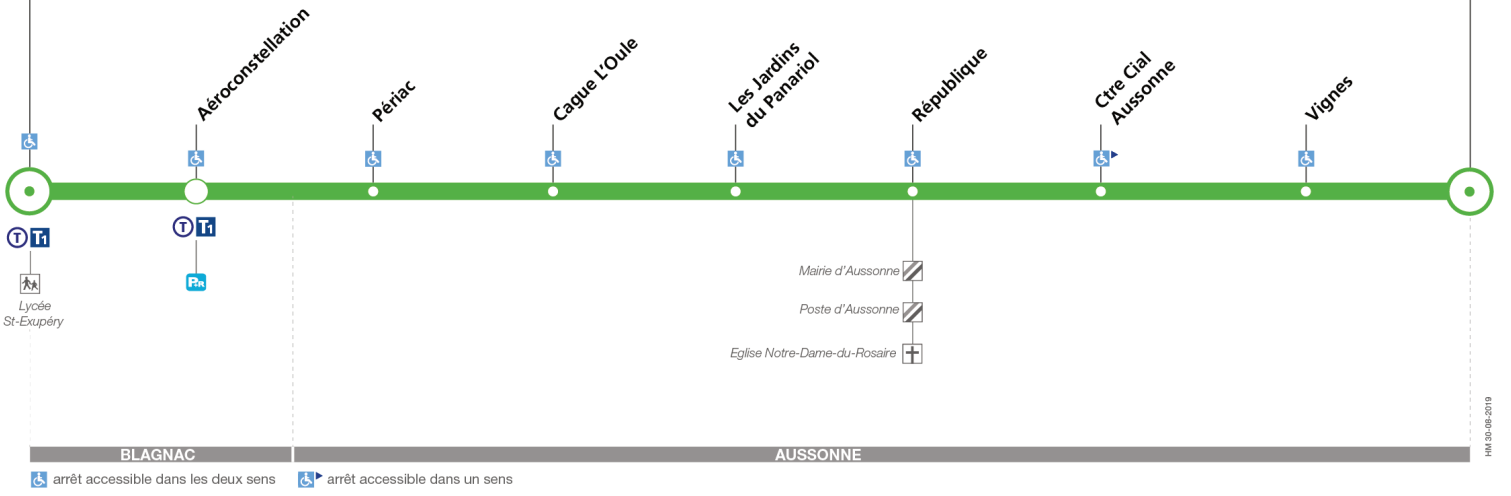 Aéroconstellation
Périac
Cague L'Oule
Les Jardins
du Panariol
République
Ctre Cial
Aussonne
Vignes
T T1
T T1
P+R
Lycée
St-Exupéry
Mairie d'Aussonne
Poste d'Aussonne
Eglise Notre-Dame-du-Rosaire
HM 30-08-2019
BLAGNAC
AUSSONNE
arrêt accessible dans les deux sens
arrêt accessible dans un sens